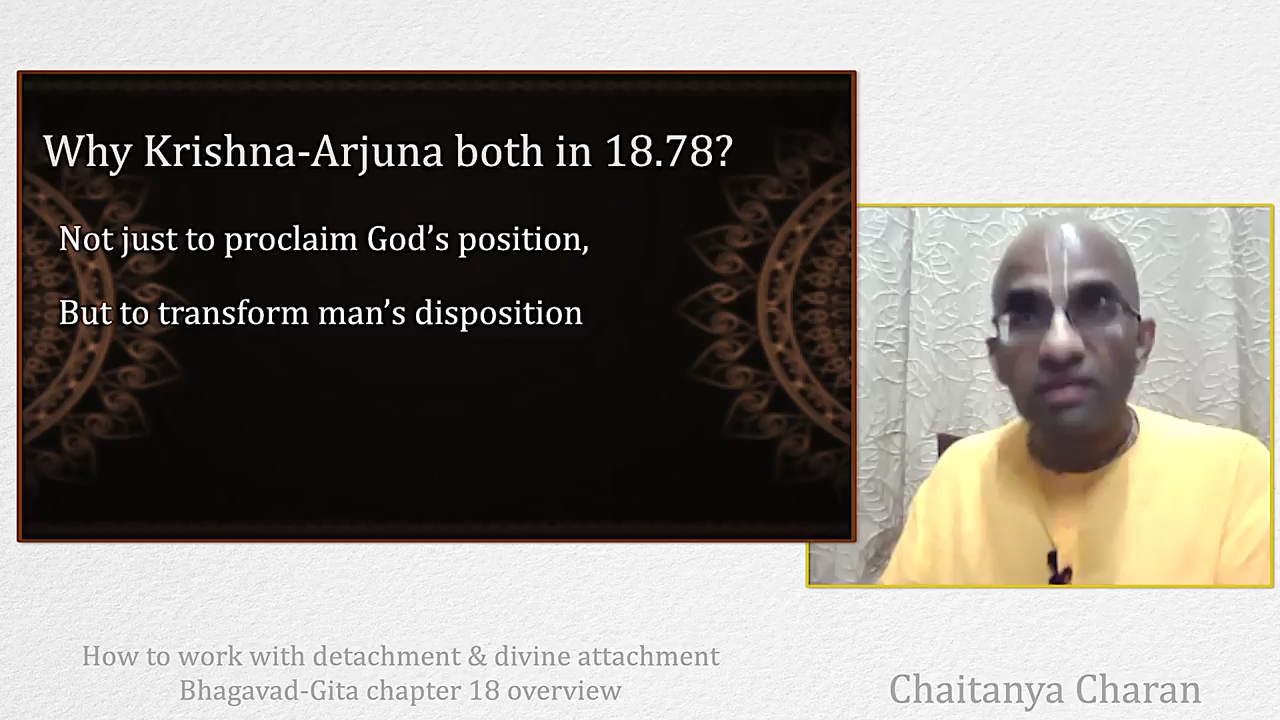 Why Krishna-Arjuna both in 18.78?
Not just to proclaim God’s position,
But to transform man’s disposition
How to work with detachment & divine attachment
Bhagavad-Gita chapter 18 overview
Chaitanya Charan